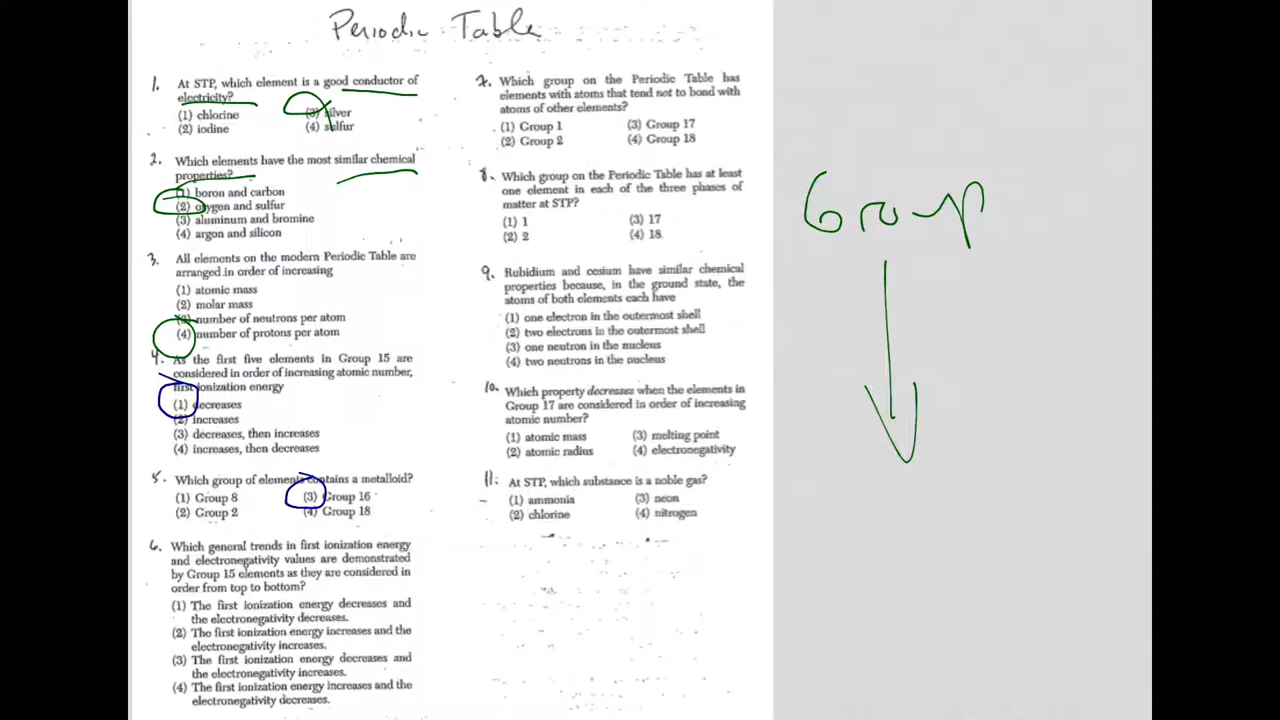 Periodic Table
1. At STP, which element is a good conductor of
electricity?
(1) chlorine (3) silver
(2) iodine (4) sulfur
2. Which elements have the most similar chemical
properties?
(1) boron and carbon
(2) oxygen and sulfur
(3) aluminum and bromine
(4) argon and silicon
3. All elements on the modern Periodic Table are
arranged in order of increasing
(1) atomic mass
(2) molar mass
(3) number of neutrons per atom
(4) number of protons per atom
4. As the first five elements in Group 15 are
considered in order of increasing atomic number,
first ionization energy
(1) decreases
(2) increases
(3) decreases, then increases
(4) increases, then decreases
5. Which group of elements contains a metalloid?
(1) Group 8 (3) Group 16
(2) Group 2 (4) Group 18
6. Which general trends in first ionization energy
and electronegativity values are demonstrated
by Group 15 elements as they are considered in
order from top to bottom?
(1) The first ionization energy decreases and
the electronegativity decreases.
(2) The first ionization energy increases and the
electronegativity increases.
(3) The first ionization energy decreases and
the electronegativity increases.
(4) The first ionization energy increases and the
electronegativity decreases.
7. Which group on the Periodic Table has
elements with atoms that tend not to bond with
atoms of other elements?
(1) Group 1 (3) Group 17
(2) Group 2 (4) Group 18
8. Which group on the Periodic Table has at least
one element in each of the three phases of
matter at STP?
(1) 1 (3) 17
(2) 2 (4) 18
9. Rubidium and cesium have similar chemical
properties because, in the ground state, the
atoms of both elements each have
(1) one electron in the outermost shell
(2) two electrons in the outermost shell
(3) one neutron in the nucleus
(4) two neutrons in the nucleus
10. Which property decreases when the elements in
Group 17 are considered in order of increasing
atomic number?
(1) atomic mass (3) melting point
(2) atomic radius (4) electronegativity
11. At STP, which substance is a noble gas?
(1) ammonia (3) neon
(2) chlorine (4) nitrogen
Group